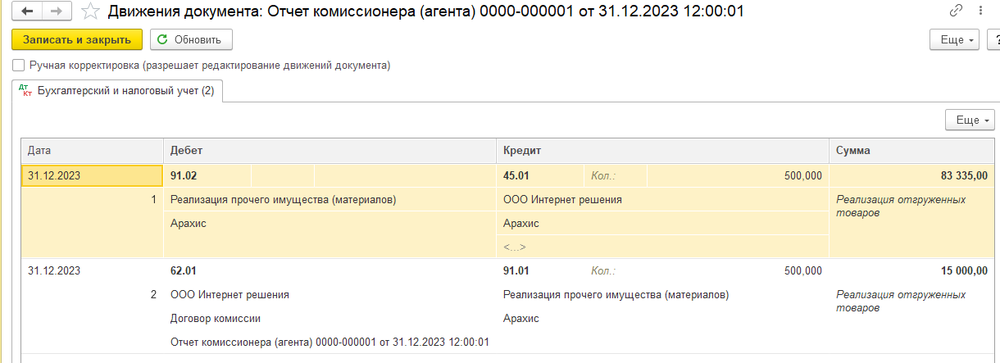 Движения документа: Отчет комиссионера (агента) 0000-000001 от 31.12.2023 12:00:01
Записать и закрыть Обновить Еще ?
Ручная корректировка (разрешает редактирование движений документа)
Дт Кт Бухгалтерский и налоговый учет (2)
Еще
Дата Дебет Кредит Сумма
31.12.2023 91.02 45.01 Кол.: 500,000 83 335,00
1 Реализация прочего имущества (материалов) ООО Интернет решения Реализация отгруженных
товаров
Арахис Арахис
<...>
31.12.2023 62.01 91.01 Кол.: 500,000 15 000,00
2 ООО Интернет решения Реализация прочего имущества (материалов) Реализация отгруженных
товаров
Договор комиссии Арахис
Отчет комиссионера (агента) 0000-000001 от 31.12.2023 12:00:01